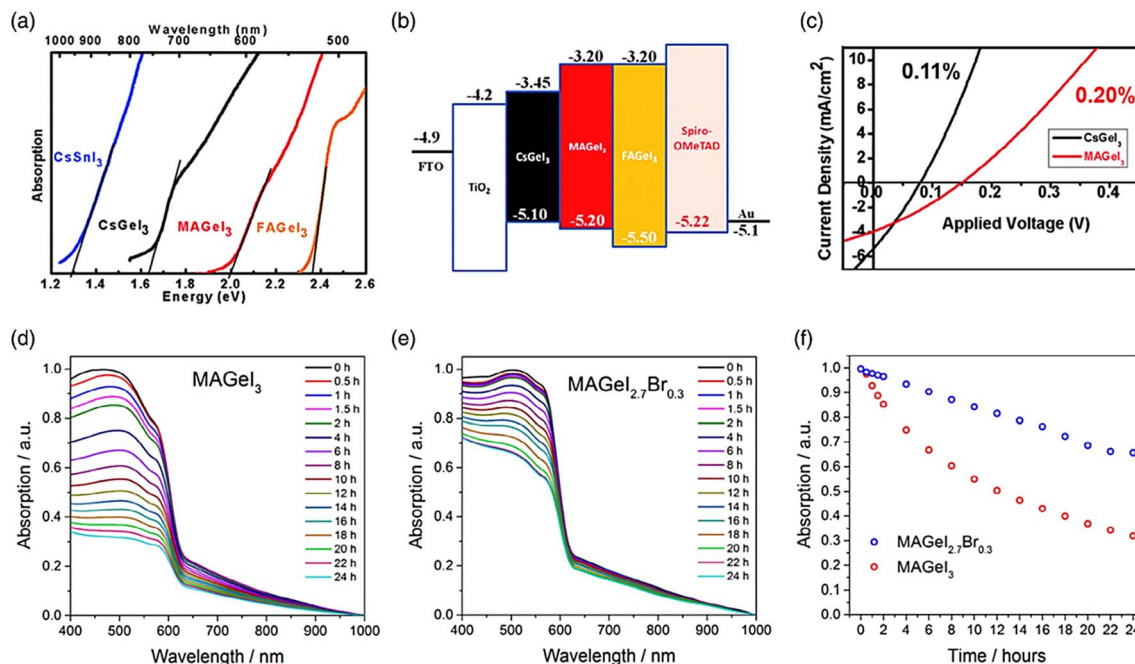 (a)
Wavelength (nm)
1000 900 800 700 600 500
Absorption
CsSnI3
CsGeI3
MAGeI3
FAGeI3
1.2 1.4 1.6 1.8 2.0 2.2 2.4 2.6
Energy (eV)
(b)
-4.9
FTO
-4.2
TiO2
-3.45
CsGeI3
-5.10
-3.20
MAGeI3
-5.20
-3.20
FAGeI3
-5.50
Spiro-
OMeTAD
-5.22
Au
-5.1
(c)
Current Density (mA/cm2)
10
8
6
4
2
0
-2
-4
-6
0.11%
0.20%
CsGeI3
MAGeI3
0.0 0.1 0.2 0.3 0.4
Applied Voltage (V)
(d)
MAGeI3
Absorption / a.u.
1.0
0.8
0.6
0.4
0.2
0.0
0 h
0.5 h
1 h
1.5 h
2 h
4 h
6 h
8 h
10 h
12 h
14 h
16 h
18 h
20 h
22 h
24 h
400 500 600 700 800 900 1000
Wavelength / nm
(e)
MAGeI2.7Br0.3
Absorption / a.u.
1.0
0.8
0.6
0.4
0.2
0.0
0 h
0.5 h
1 h
1.5 h
2 h
4 h
6 h
8 h
10 h
12 h
14 h
16 h
18 h
20 h
22 h
24 h
400 500 600 700 800 900 1000
Wavelength / nm
(f)
Absorption / a.u.
1.0
0.9
0.8
0.7
0.6
0.5
0.4
0.3
0.2
0.1
0.0
MAGeI2.7Br0.3
MAGeI3
0 2 4 6 8 10 12 14 16 18 20 22 24
Time / hours